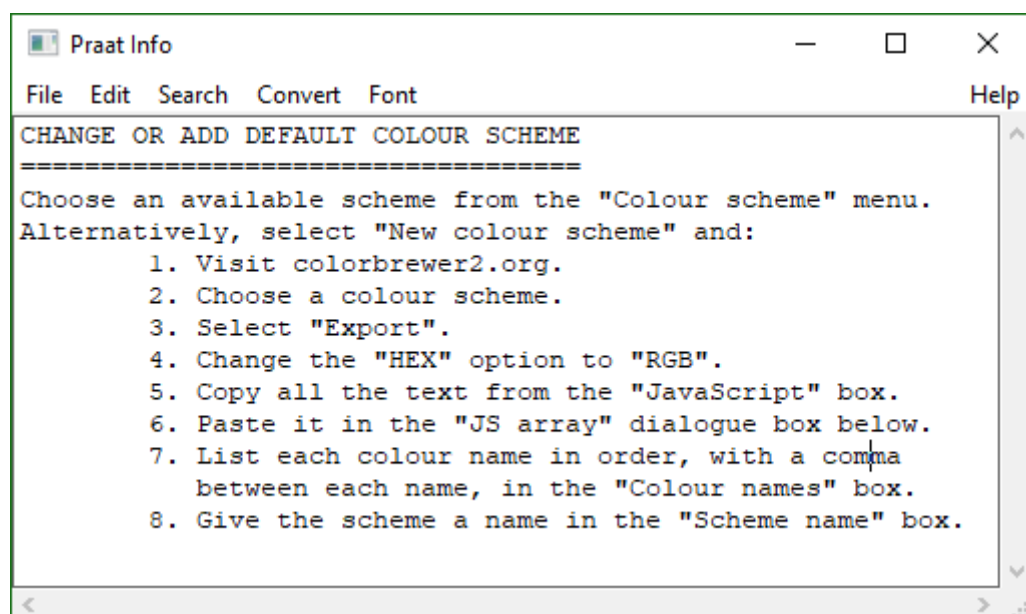 Praat Info
File Edit Search Convert Font Help
CHANGE OR ADD DEFAULT COLOUR SCHEME
===================================
Choose an available scheme from the "Colour scheme" menu.
Alternatively, select "New colour scheme" and:
1. Visit colorbrewer2.org.
2. Choose a colour scheme.
3. Select "Export".
4. Change the "HEX" option to "RGB".
5. Copy all the text from the "JavaScript" box.
6. Paste it in the "JS array" dialogue box below.
7. List each colour name in order, with a comma
between each name, in the "Colour names" box.
8. Give the scheme a name in the "Scheme name" box.